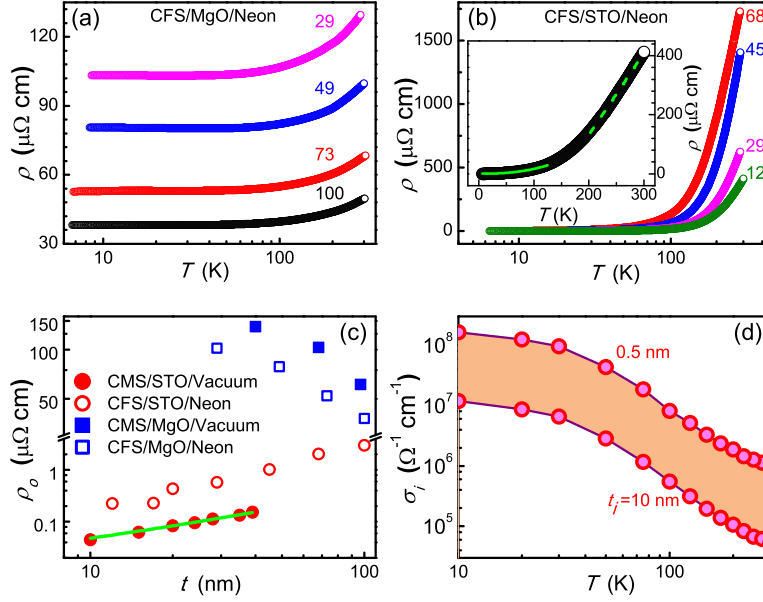 (a) CFS/MgO/Neon
29
49
73
100
120
90
60
30
ρ (μΩ cm)
10 100
T (K)
(b) CFS/STO/Neon
68
45
29
12
1500
1000
500
0
ρ (μΩ cm)
10 100
T (K)
400
200
0
ρ (μΩ cm)
0 100 200 300
T (K)
(c)
CMS/STO/Vacuum
CFS/STO/Neon
CMS/MgO/Vacuum
CFS/MgO/Neon
150
100
50
1
0.1
ρo (μΩ cm)
10 100
t (nm)
(d)
0.5 nm
tj=10 nm
10^8
10^7
10^6
10^5
σi (Ω-1 cm-1)
10 100
T (K)